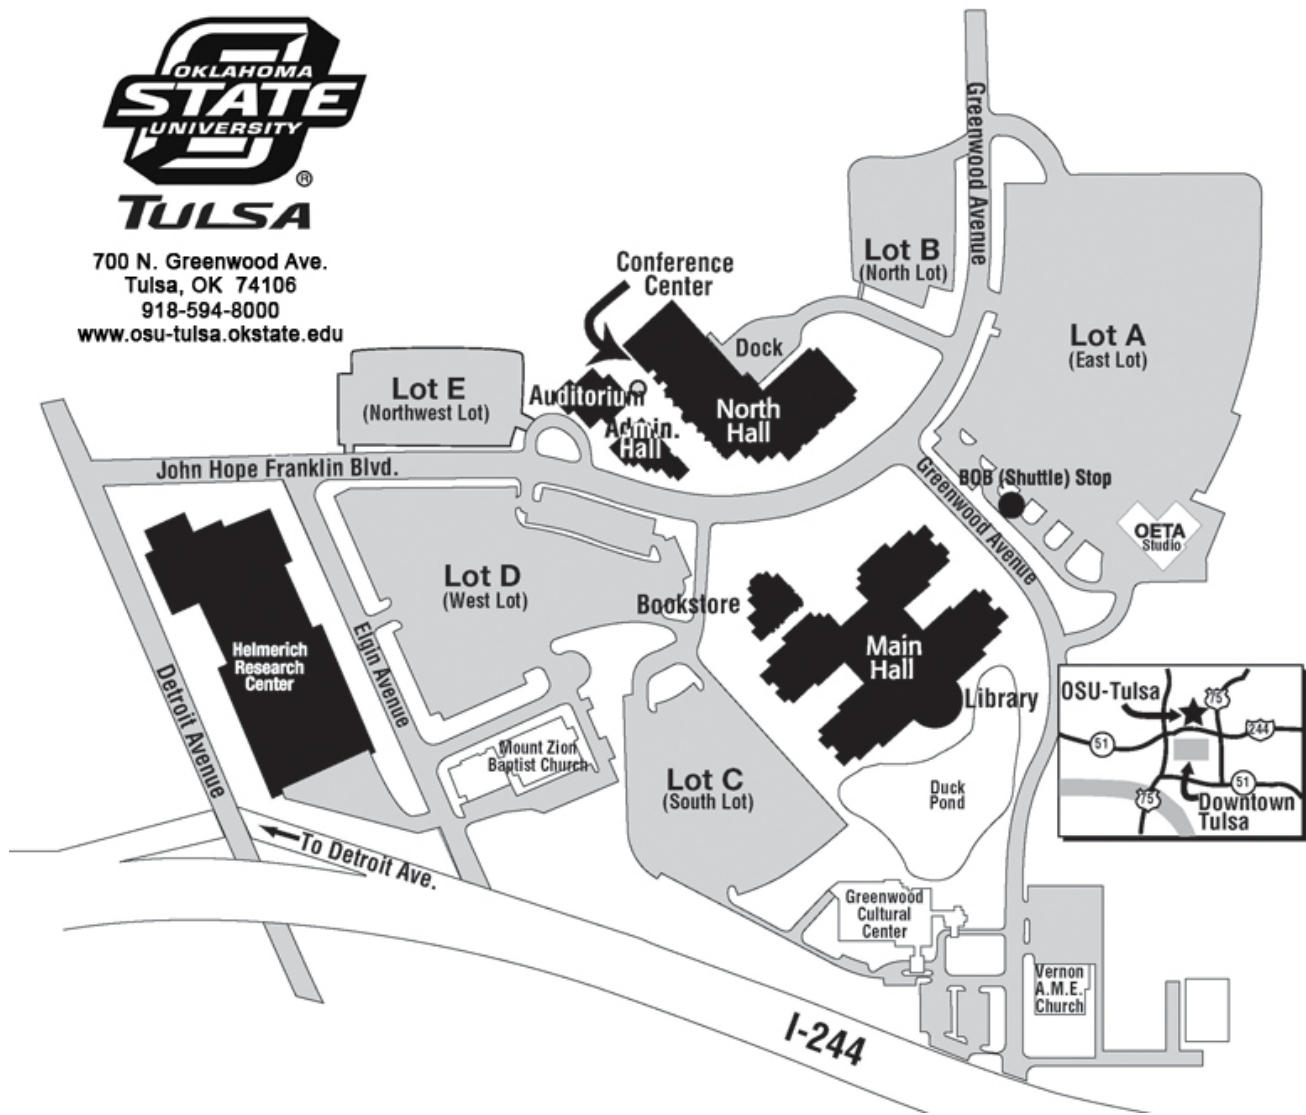 OKLAHOMA
STATE
UNIVERSITY
®
TULSA
700 N. Greenwood Ave.
Tulsa, OK 74106
918-594-8000
www.osu-tulsa.okstate.edu
Greenwood Avenue
Lot B
(North Lot)
Conference
Center
Lot A
(East Lot)
Dock
Lot E
(Northwest Lot)
Auditorium
North
Hall
Admin.
Hall
John Hope Franklin Blvd.
Greenwood Avenue
BOB (Shuttle) Stop
OETA
Studio
Lot D
(West Lot)
Bookstore
Main
Hall
Helmerich
Research
Center
Elgin Avenue
Detroit Avenue
Library
OSU-Tulsa
75
244
51
51
75
Downtown
Tulsa
Mount Zion
Baptist Church
Lot C
(South Lot)
Duck
Pond
To Detroit Ave.
Greenwood
Cultural
Center
Vernon
A.M.E.
Church
I-244